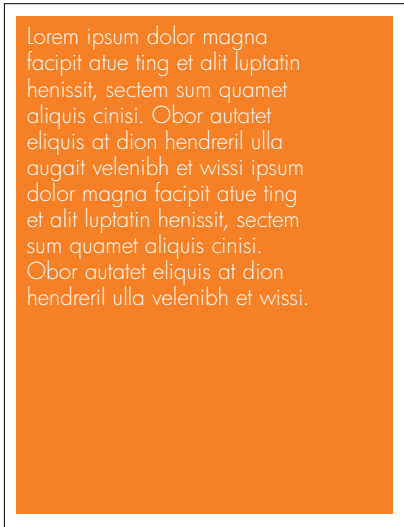 Lorem ipsum dolor magna
facipit atue ting et alit luptatin
henissit, sectem sum quamet
aliquis cinisi. Obor autatet
eliquis at dion hendreril ulla
augait velenibh et wissi ipsum
dolor magna facipit atue ting
et alit luptatin henissit, sectem
sum quamet aliquis cinisi.
Obor autatet eliquis at dion
hendreril ulla velenibh et wissi.